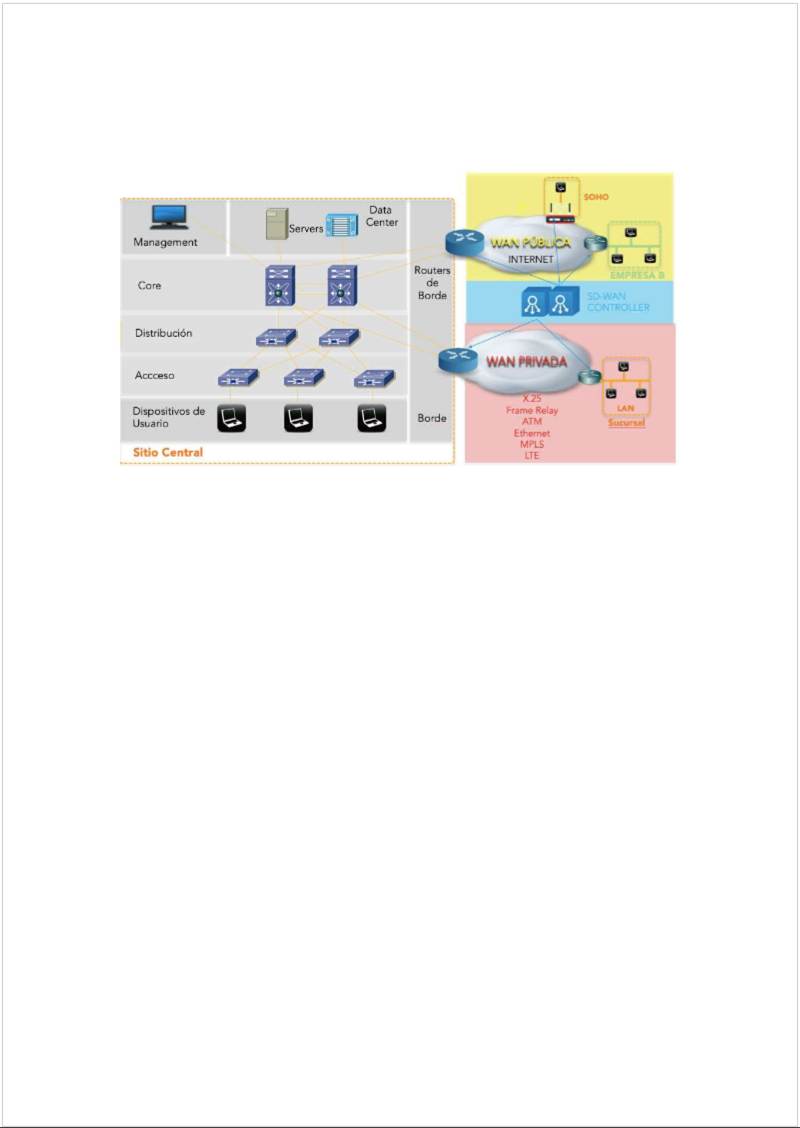 Management
Servers
Data
Center
Core
Distribución
Accceso
Dispositivos de
Usuario
Routers
de
Borde
Borde
Sitio Central
SOHO
WAN PÚBLICA
INTERNET
EMPRESA B
SD-WAN
CONTROLLER
WAN PRIVADA
X.25
Frame Relay
ATM
Ethernet
MPLS
LTE
LAN
Sucursal